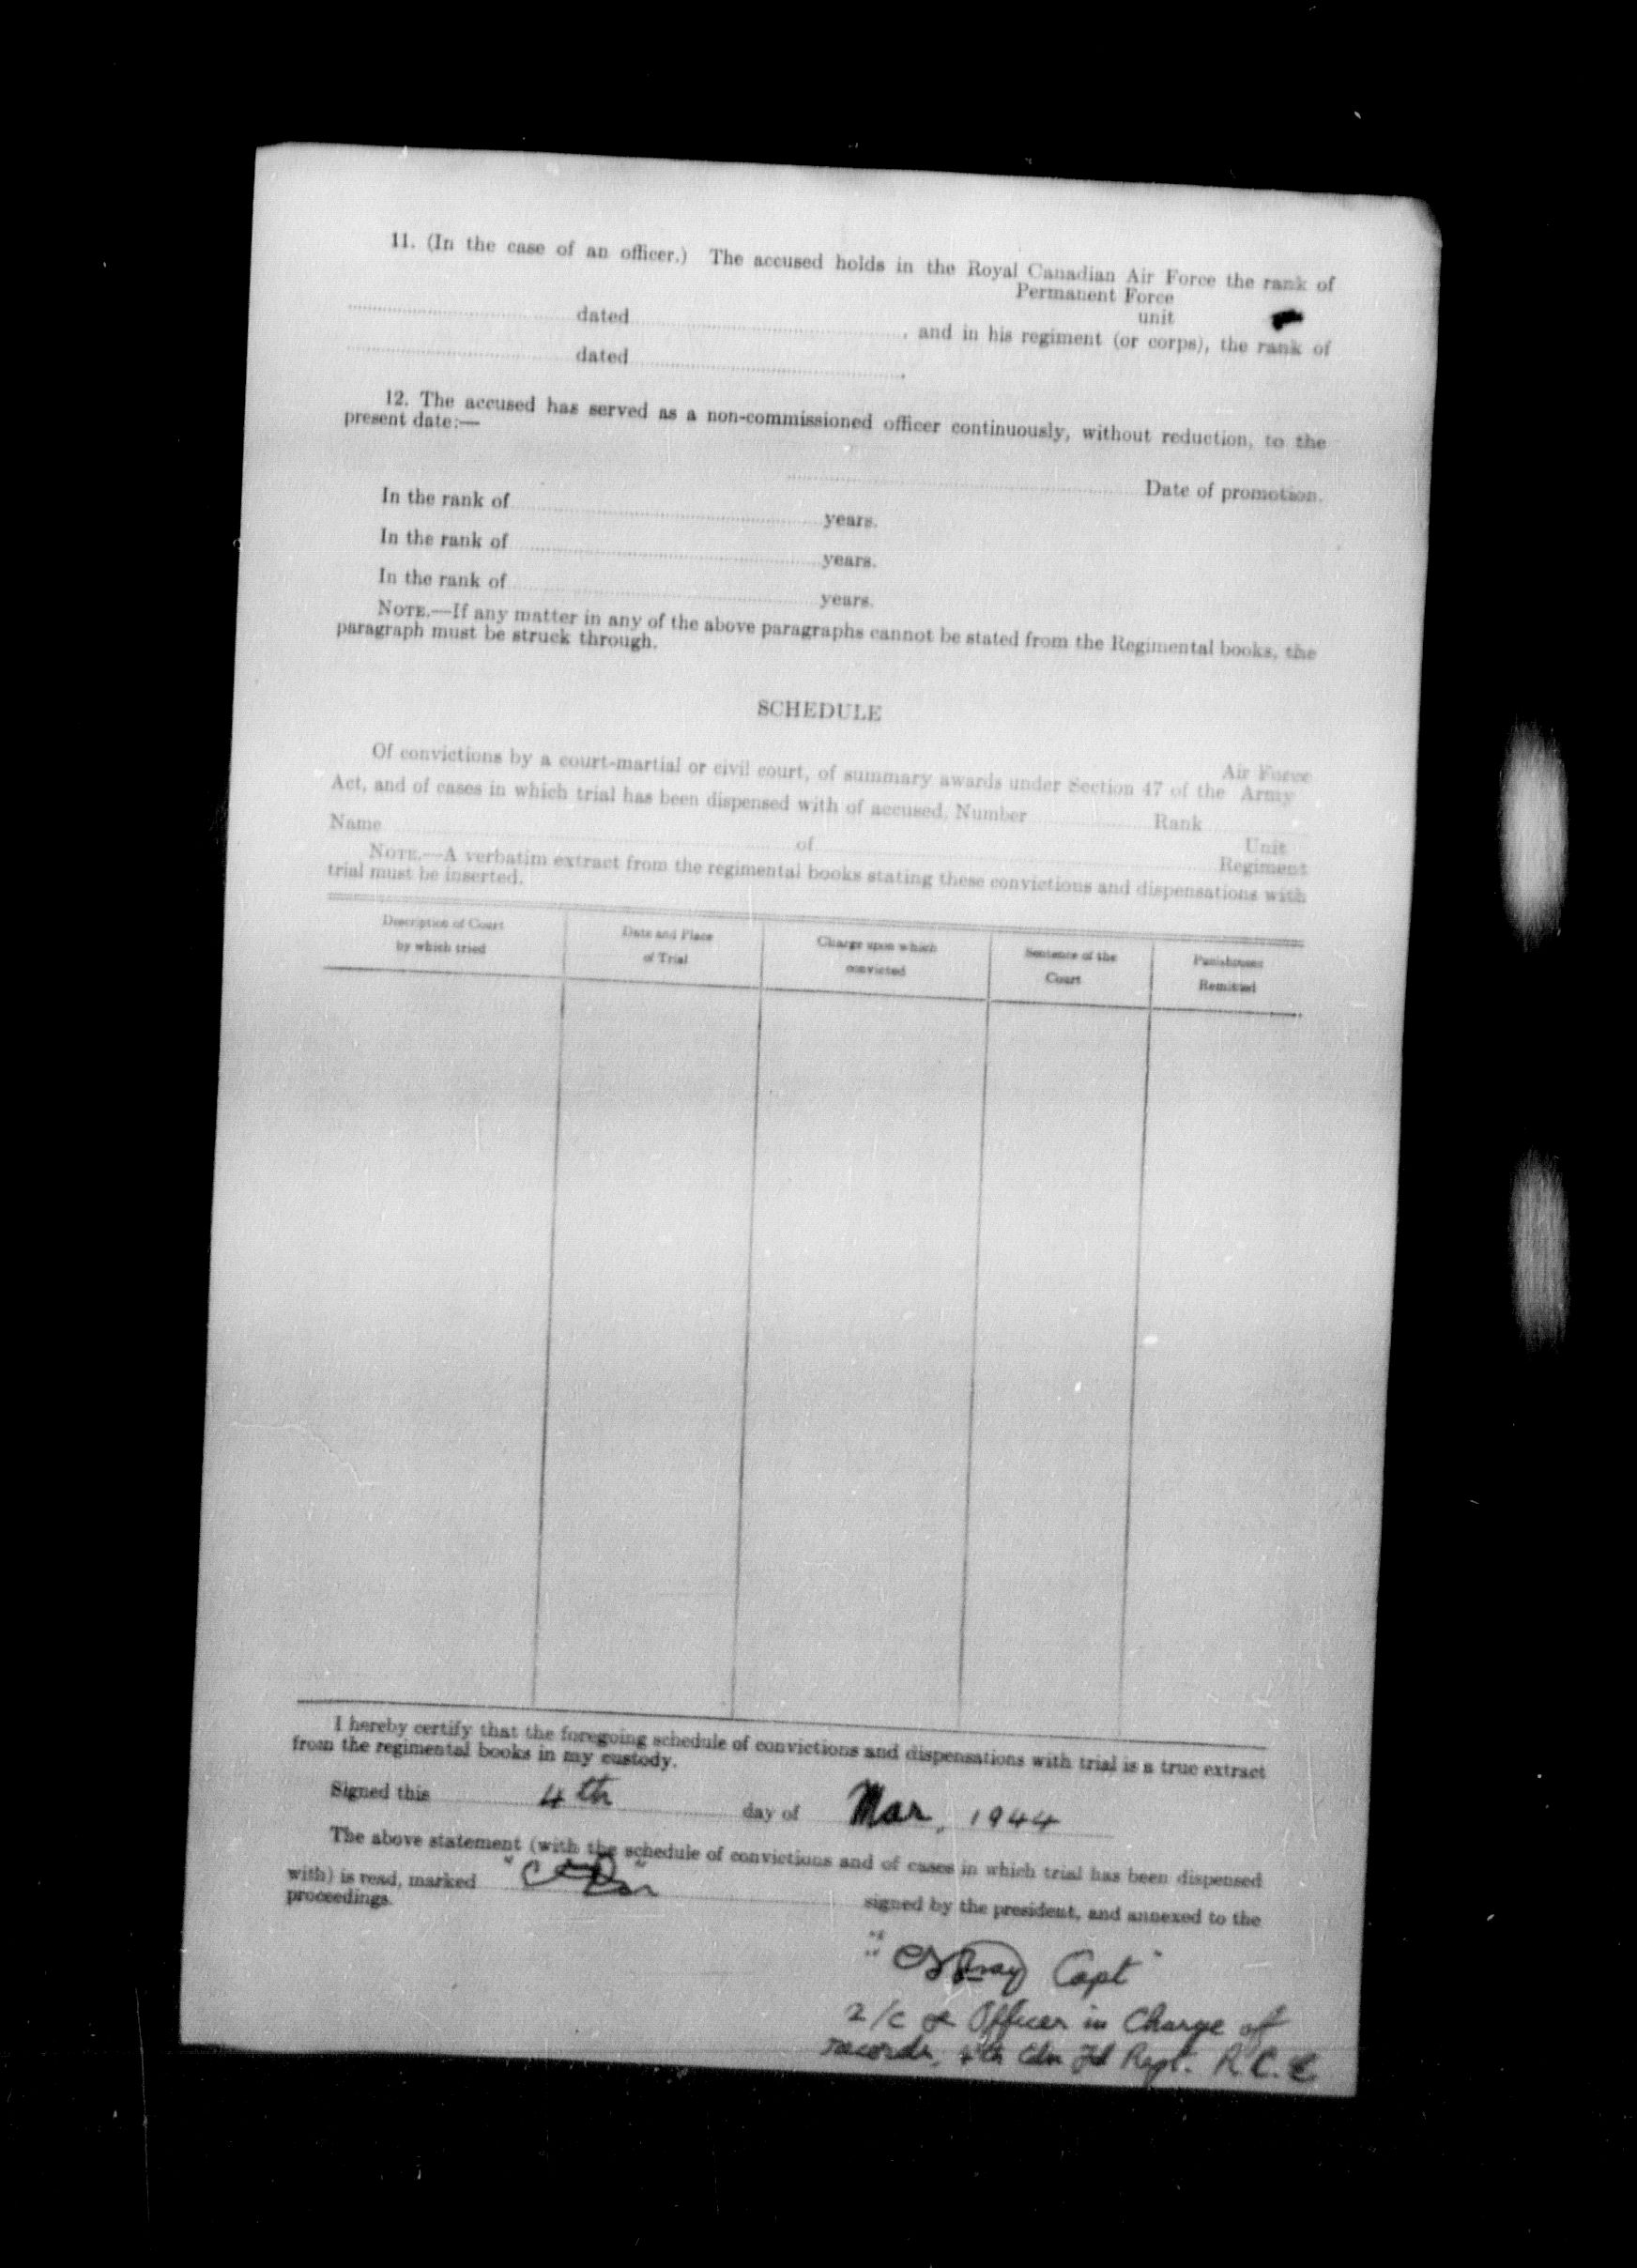 11. (In the case of an officer.) The accused holds in the Royal Canadian Air Force the rank of
Permanent Force
dated , and in his unit
regiment (or corps), the rank of
dated .
12. The accused has served as a non-commissioned officer continuously, without reduction, to the
present date:—
Date of promotion.
In the rank of years.
In the rank of years.
In the rank of years.
NOTE.—If any matter in any of the above paragraphs cannot be stated from the Regimental books, the
paragraph must be struck through.
SCHEDULE
Of convictions by a court-martial or civil court, of summary awards under Section 47 of the Air Force
Army
Act, and of cases in which trial has been dispensed with of accused, Number Rank
Name of Unit
Regiment
NOTE.—A verbatim extract from the regimental books stating these convictions and dispensations with
trial must be inserted.
Description of Court
by which tried
Date and Place
of Trial
Charge upon which
convicted
Sentence of the
Court
Punishment
Remitted
I hereby certify that the foregoing schedule of convictions and dispensations with trial is a true extract
from the regimental books in my custody.
Signed this 4th day of Mar, 1944
The above statement (with the schedule of convictions and of cases in which trial has been dispensed
with) is read, marked signed by the president, and annexed to the
proceedings.
Capt"
2/c & Officer in Charge of
records, 4th Cdn Fd Regt. R.C.